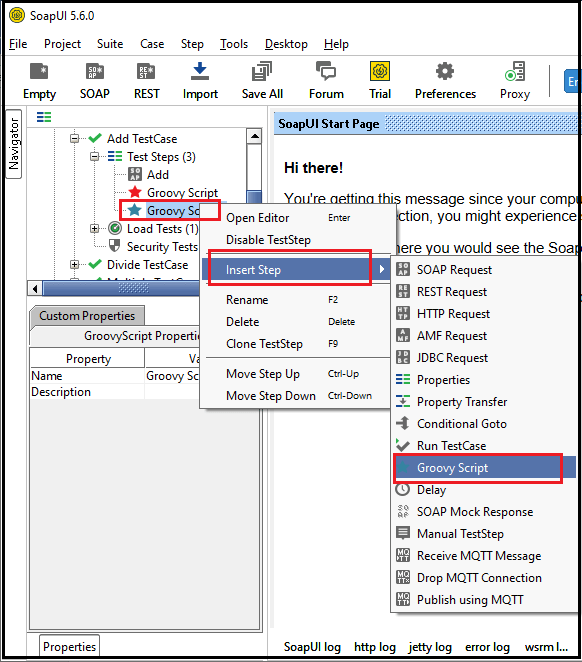 SoapUI 5.6.0
File Project Suite Case Step Tools Desktop Help
Empty SOAP REST Import Save All Forum Trial Preferences Proxy En
Navigator
Add TestCase
Test Steps (3)
Add
Groovy Script
Groovy Sc
Load Tests (1)
Security Tests
Divide TestCase
SoapUI Start Page
Hi there!
You're getting this message since your compu
ection, you might experience
here you would see the Soap
Open Editor Enter
Disable TestStep
Insert Step
Rename F2
Delete Delete
Clone TestStep F9
Move Step Up Ctrl-Up
Move Step Down Ctrl-Down
SOAP Request
REST Request
HTTP Request
AMF Request
JDBC Request
Properties
Property Transfer
Conditional Goto
Run TestCase
Groovy Script
Delay
SOAP Mock Response
Manual TestStep
Receive MQTT Message
Drop MQTT Connection
Publish using MQTT
Custom Properties
GroovyScript Properti
Property Va
Name Groovy Sc
Description
Properties
SoapUI log http log jetty log error log wsrm l...